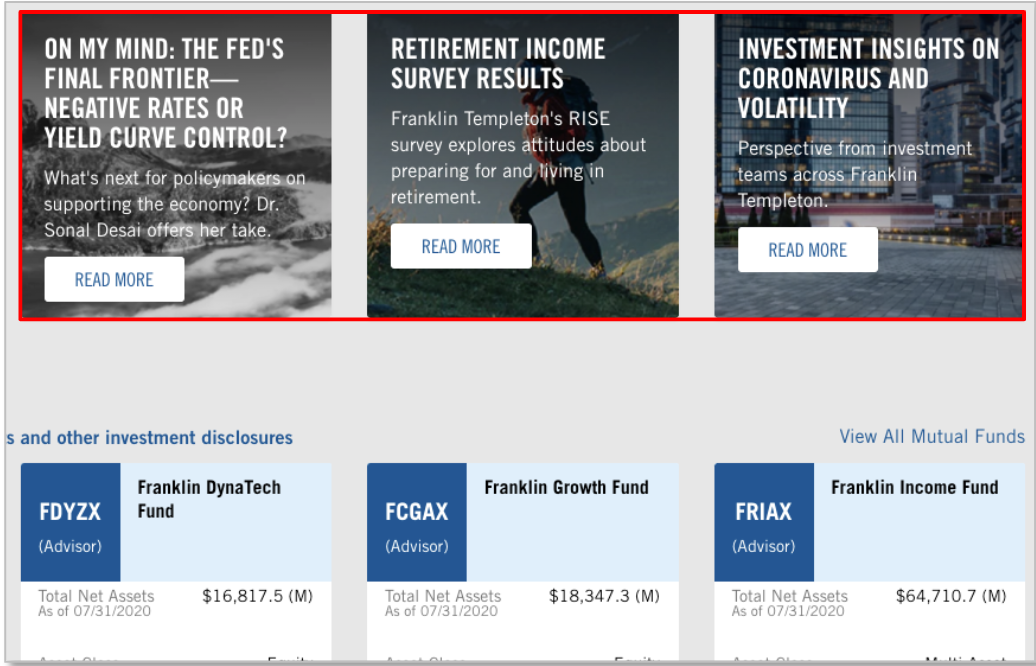 ON MY MIND: THE FED'S
FINAL FRONTIER—
NEGATIVE RATES OR
YIELD CURVE CONTROL?
What's next for policymakers on
supporting the economy? Dr.
Sonal Desai offers her take.
READ MORE
RETIREMENT INCOME
SURVEY RESULTS
Franklin Templeton's RISE
survey explores attitudes about
preparing for and living in
retirement.
READ MORE
INVESTMENT INSIGHTS ON
CORONAVIRUS AND
VOLATILITY
Perspective from investment
teams across Franklin
Templeton.
READ MORE
s and other investment disclosures
View All Mutual Funds
FDYZX
(Advisor)
Franklin DynaTech
Fund
Total Net Assets $16,817.5 (M)
As of 07/31/2020
FCGAX
(Advisor)
Franklin Growth Fund
Total Net Assets $18,347.3 (M)
As of 07/31/2020
FRIAX
(Advisor)
Franklin Income Fund
Total Net Assets $64,710.7 (M)
As of 07/31/2020